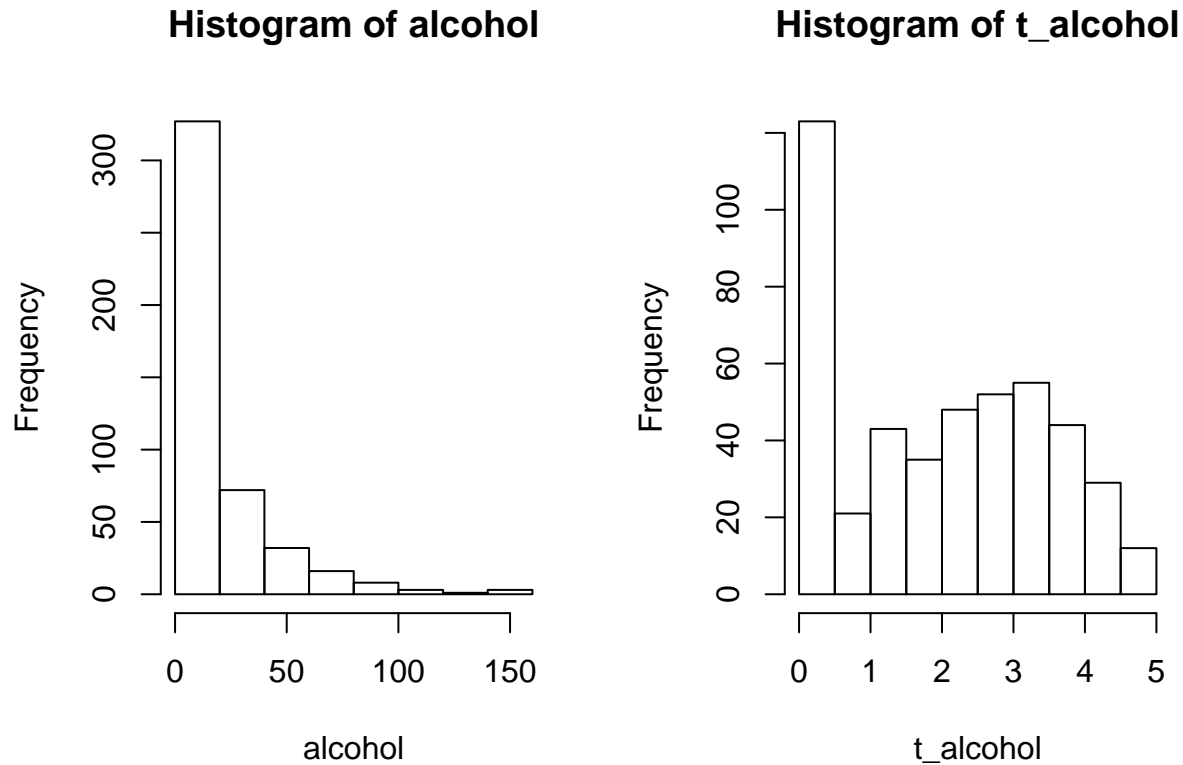 Histogram of alcohol
Frequency
300
200
100
50
0
0 50 100 150
alcohol
Histogram of t_alcohol
Frequency
100
80
60
40
20
0
0 1 2 3 4 5
t_alcohol